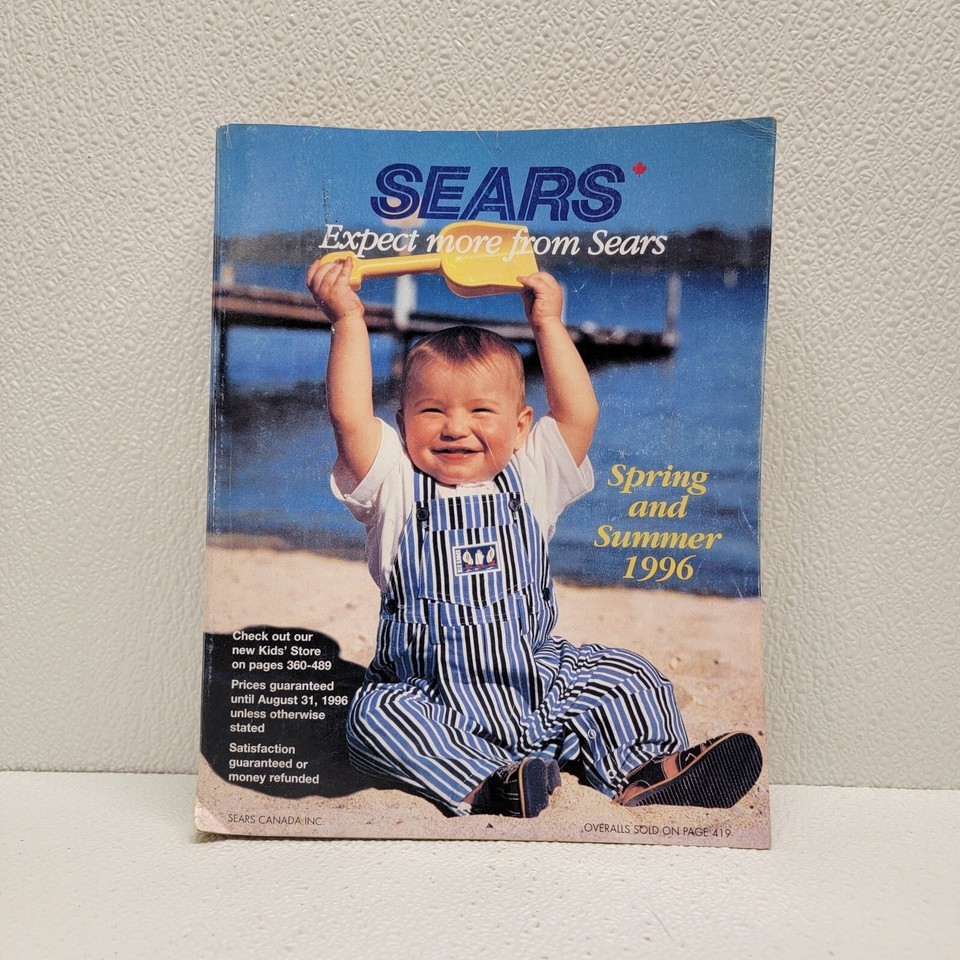 SEARS
Expect more from Sears
Spring
and
Summer
1996
Check out our
new Kids' Store
on pages 360-489
Prices guaranteed
until August 31, 1996
unless otherwise
stated
Satisfaction
guaranteed or
money refunded
SEARS CANADA INC.
OVERALLS SOLD ON PAGE 419